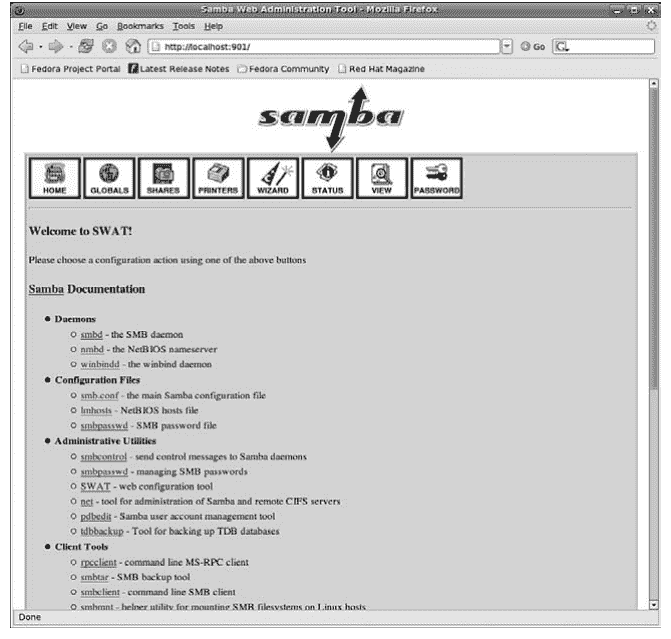 Samba Web Administration Tool - Mozilla Firefox
File Edit View Go Bookmarks Tools Help
http://localhost:901/ Go
Fedora Project Portal Latest Release Notes Fedora Community Red Hat Magazine
samba
HOME GLOBALS SHARES PRINTERS WIZARD STATUS VIEW PASSWORD
Welcome to SWAT!
Please choose a configuration action using one of the above buttons
Samba Documentation
Daemons
smbd - the SMB daemon
nmbd - the NetBIOS nameserver
winbindd - the winbind daemon
Configuration Files
smb.conf - the main Samba configuration file
lmhosts - NetBIOS hosts file
smbpasswd - SMB password file
Administrative Utilities
smbcontrol - send control messages to Samba daemons
smbpasswd - managing SMB passwords
SWAT - web configuration tool
net - tool for administration of Samba and remote CIFS servers
pdbedit - Samba user account management tool
tdbbackup - Tool for backing up TDB databases
Client Tools
rpcclient - command line MS-RPC client
smbtar - SMB backup tool
smbclient - command line SMB client
smbmnt - helper utility for mounting SMB filesystems on Linux hosts
Done